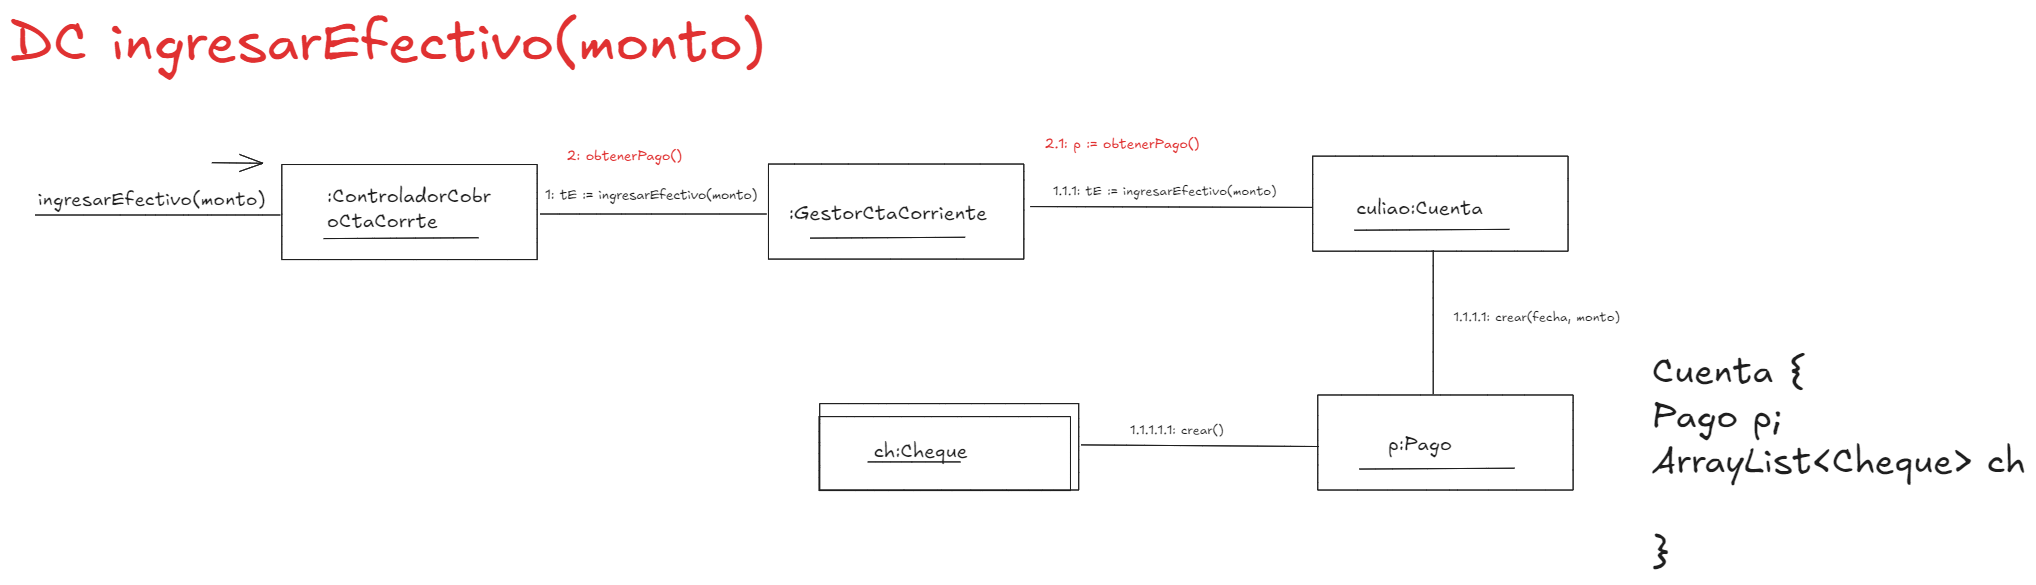 DC ingresarEfectivo(monto)
2: obtenerPago()
2.1: p := obtenerPago()
ingresarEfectivo(monto)
:ControladorCobr
oCtaCorrte
1: tE := ingresarEfectivo(monto)
:GestorCtaCorriente
1.1.1: tE := ingresarEfectivo(monto)
culiao:Cuenta
1.1.1.1: crear(fecha, monto)
ch:Cheque
1.1.1.1.1: crear()
p:Pago
Cuenta {
Pago p;
ArrayList<Cheque> ch
}